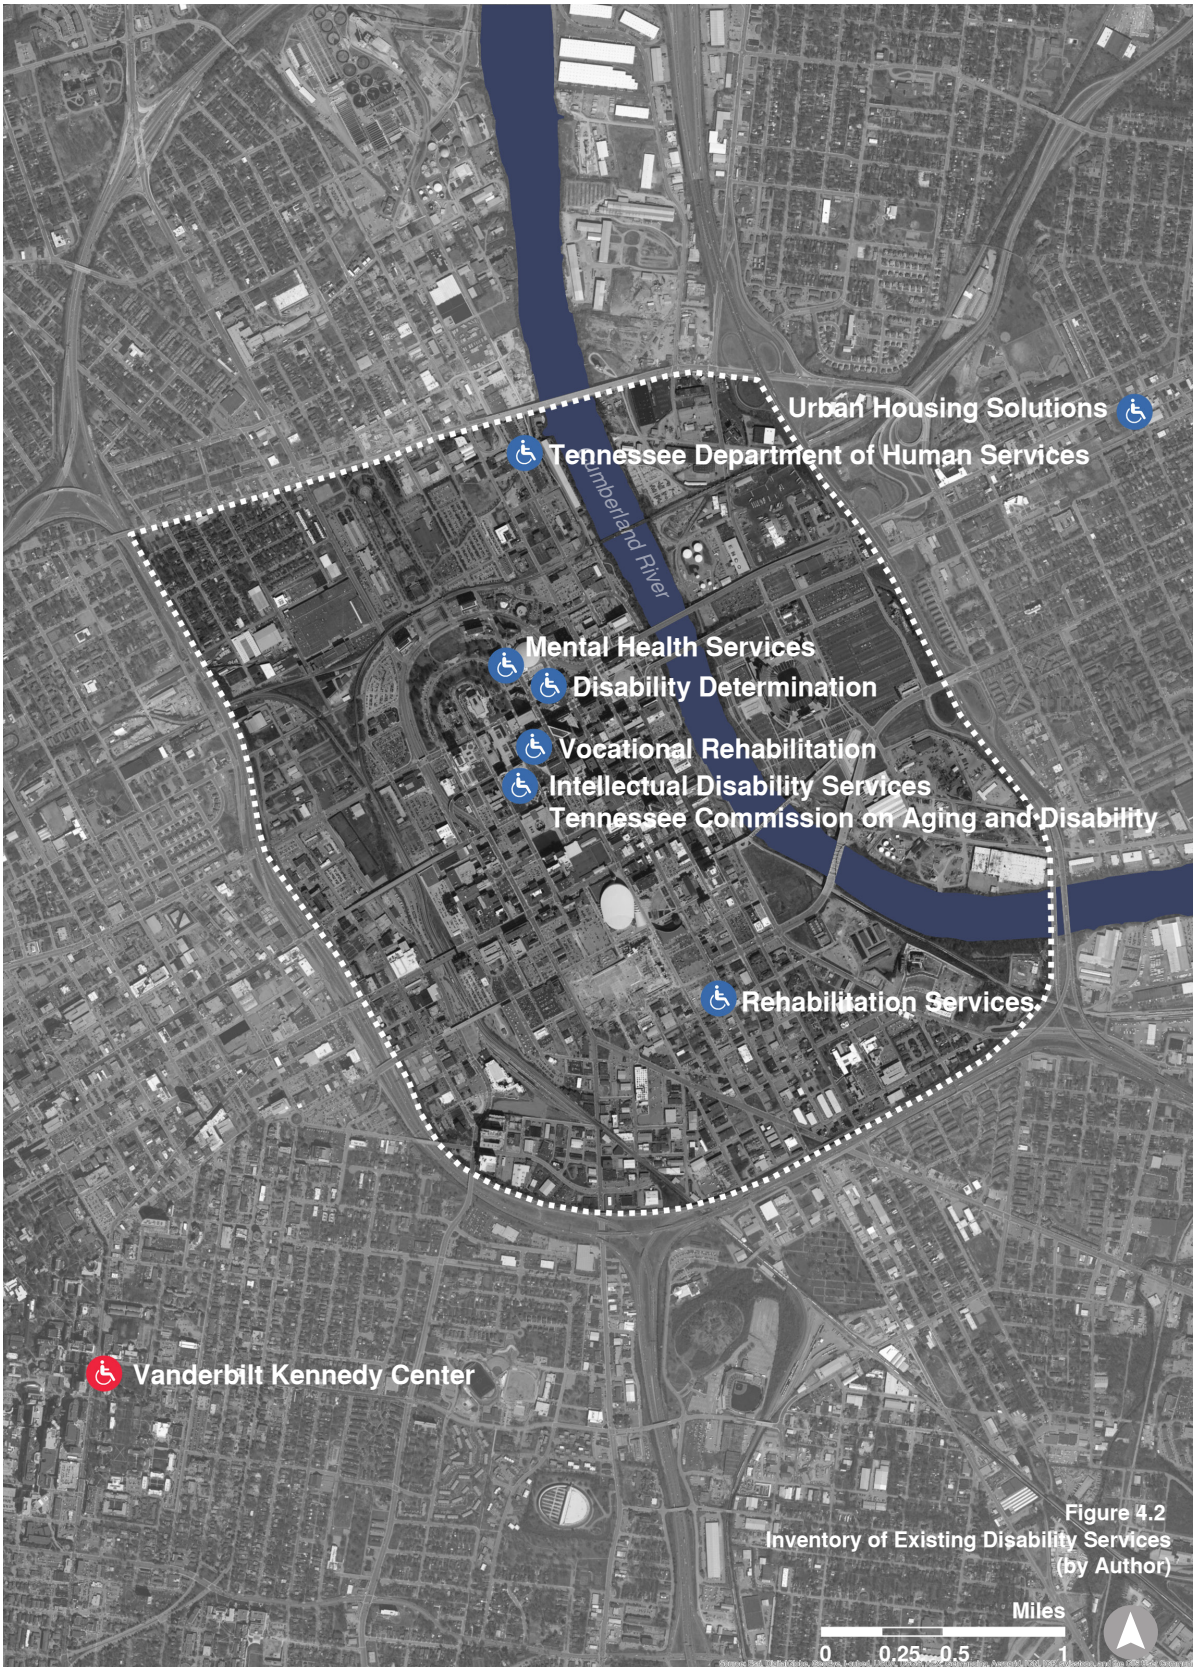 Urban Housing Solutions
Tennessee Department of Human Services
Cumberland River
Mental Health Services
Disability Determination
Vocational Rehabilitation
Intellectual Disability Services
Tennessee Commission on Aging and Disability
Rehabilitation Services
Vanderbilt Kennedy Center
Figure 4.2
Inventory of Existing Disability Services
(by Author)
Miles
0 0.25 0.5 1